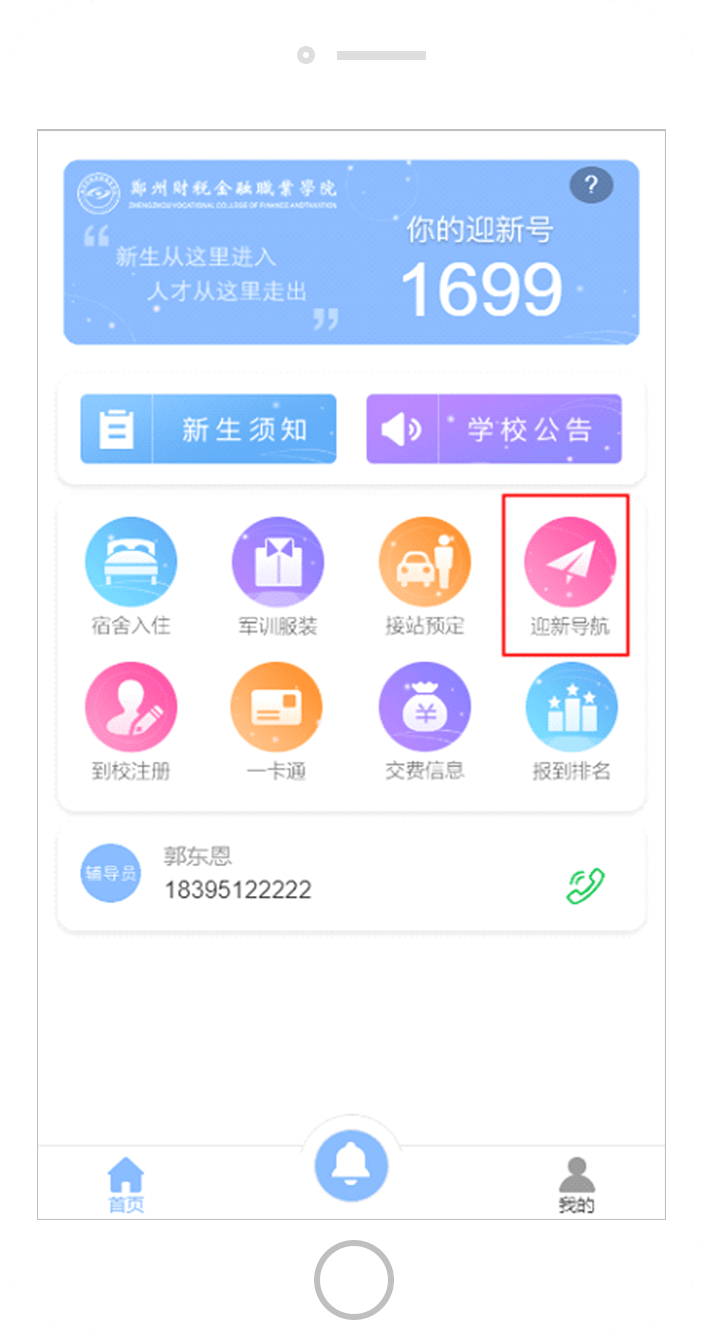 郑州财税金融職業學院
ZHENGZHOU VOCATIONAL COLLEGE OF FINANCE AND TAXATION
?
你的迎新号
“
新生从这里进入
1699
人才从这里走出
”
新生须知
学校公告
宿舍入住
军训服装
接站预定
迎新导航
到校注册
一卡通
交费信息
报到排名
辅导员
郭东恩
18395122222
首页
我的